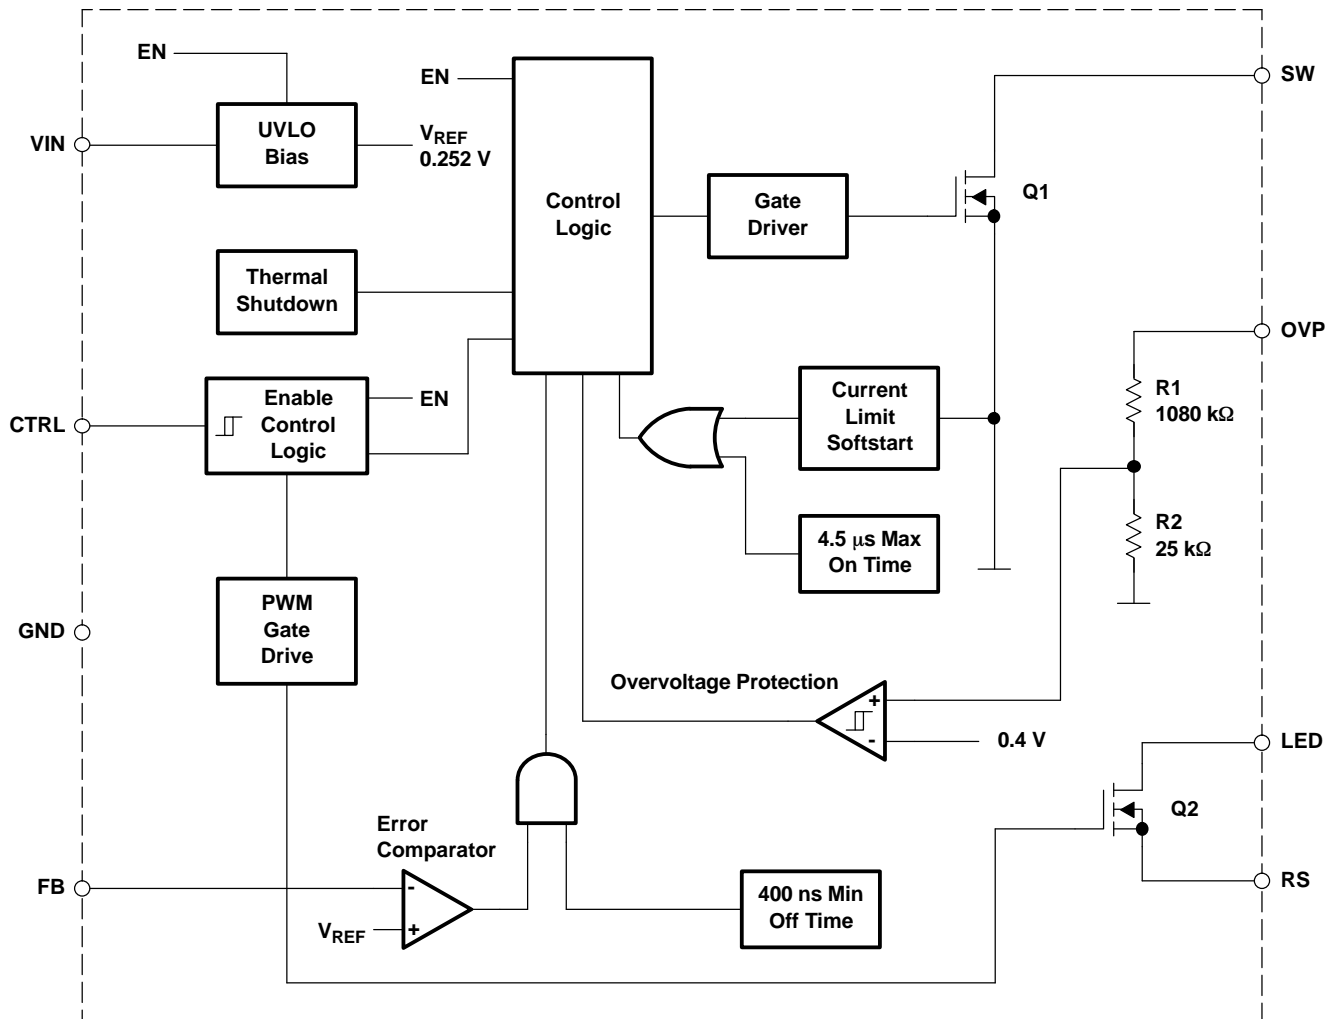 EN
VIN
UVLO
Bias
VREF
0.252 V
EN
Control
Logic
Gate
Driver
Q1
SW
Thermal
Shutdown
OVP
R1
1080 kΩ
CTRL
Enable
Control
Logic
EN
Current
Limit
Softstart
R2
25 kΩ
4.5 μs Max
On Time
GND
PWM
Gate
Drive
Overvoltage Protection
+
-
0.4 V
LED
Q2
RS
Error
Comparator
FB
-
+
VREF
400 ns Min
Off Time